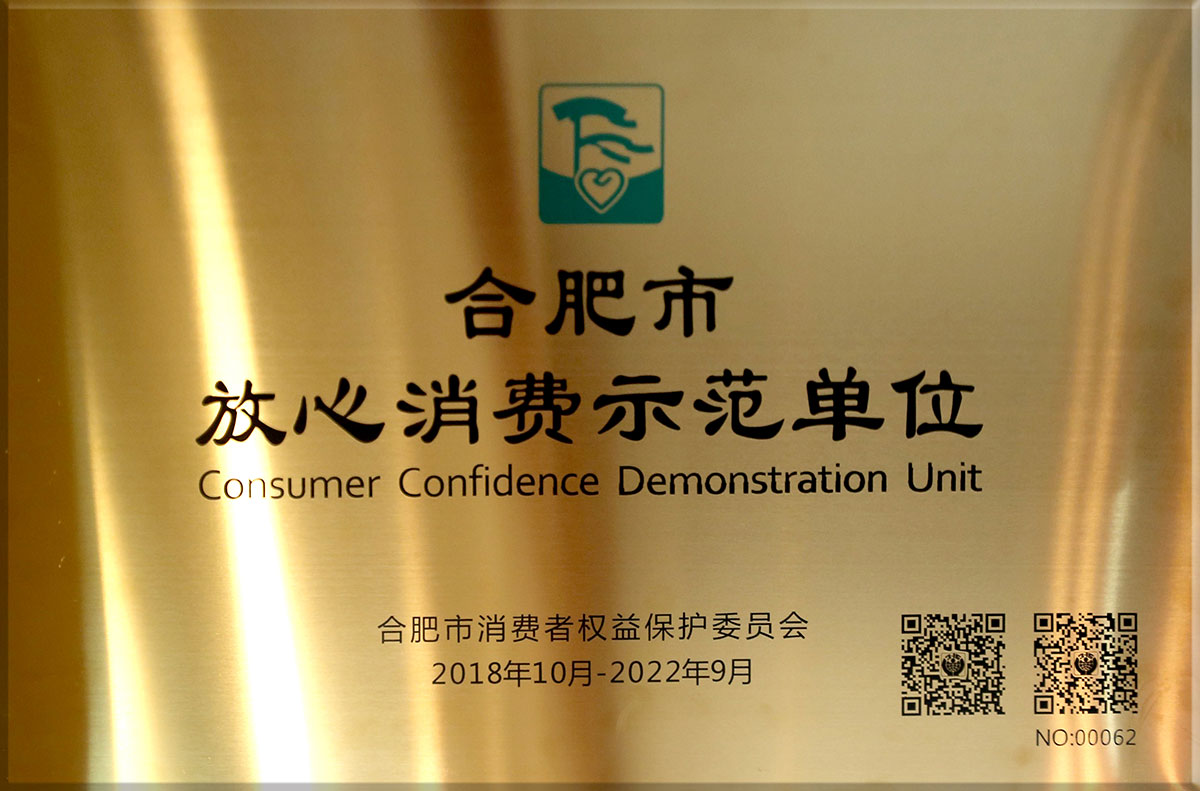 合肥市
放心消费示范单位
Consumer Confidence Demonstration Unit
合肥市消费者权益保护委员会
2018年10月-2022年9月
NO:00062